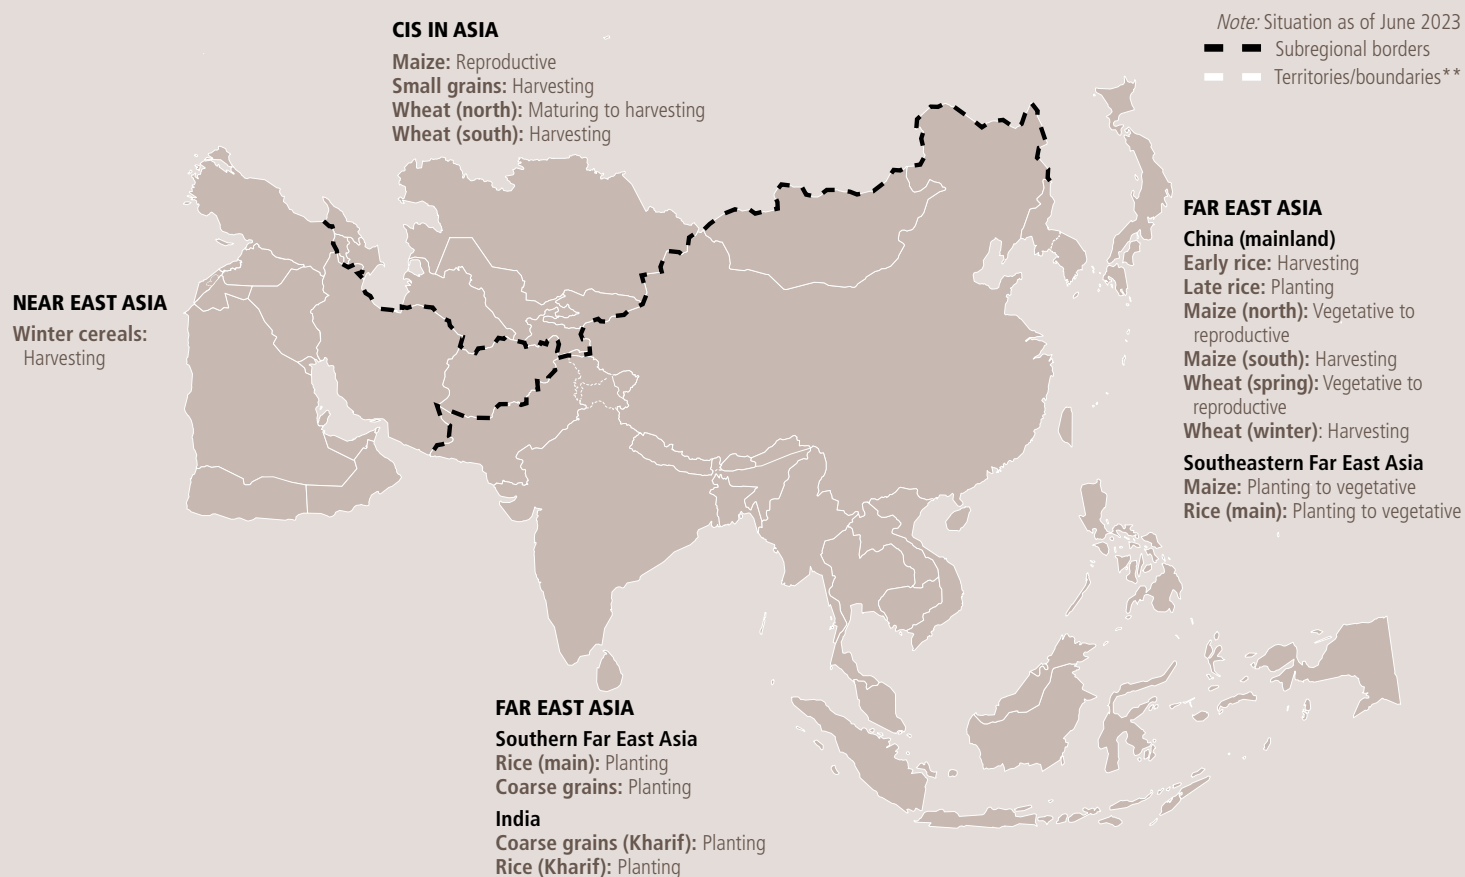 CIS IN ASIA
Maize: Reproductive
Small grains: Harvesting
Wheat (north): Maturing to harvesting
Wheat (south): Harvesting
Note: Situation as of June 2023
Subregional borders
Territories/boundaries**
NEAR EAST ASIA
Winter cereals:
Harvesting
FAR EAST ASIA
China (mainland)
Early rice: Harvesting
Late rice: Planting
Maize (north): Vegetative to
reproductive
Maize (south): Harvesting
Wheat (spring): Vegetative to
reproductive
Wheat (winter): Harvesting
Southeastern Far East Asia
Maize: Planting to vegetative
Rice (main): Planting to vegetative
FAR EAST ASIA
Southern Far East Asia
Rice (main): Planting
Coarse grains: Planting
India
Coarse grains (Kharif): Planting
Rice (Kharif): Planting